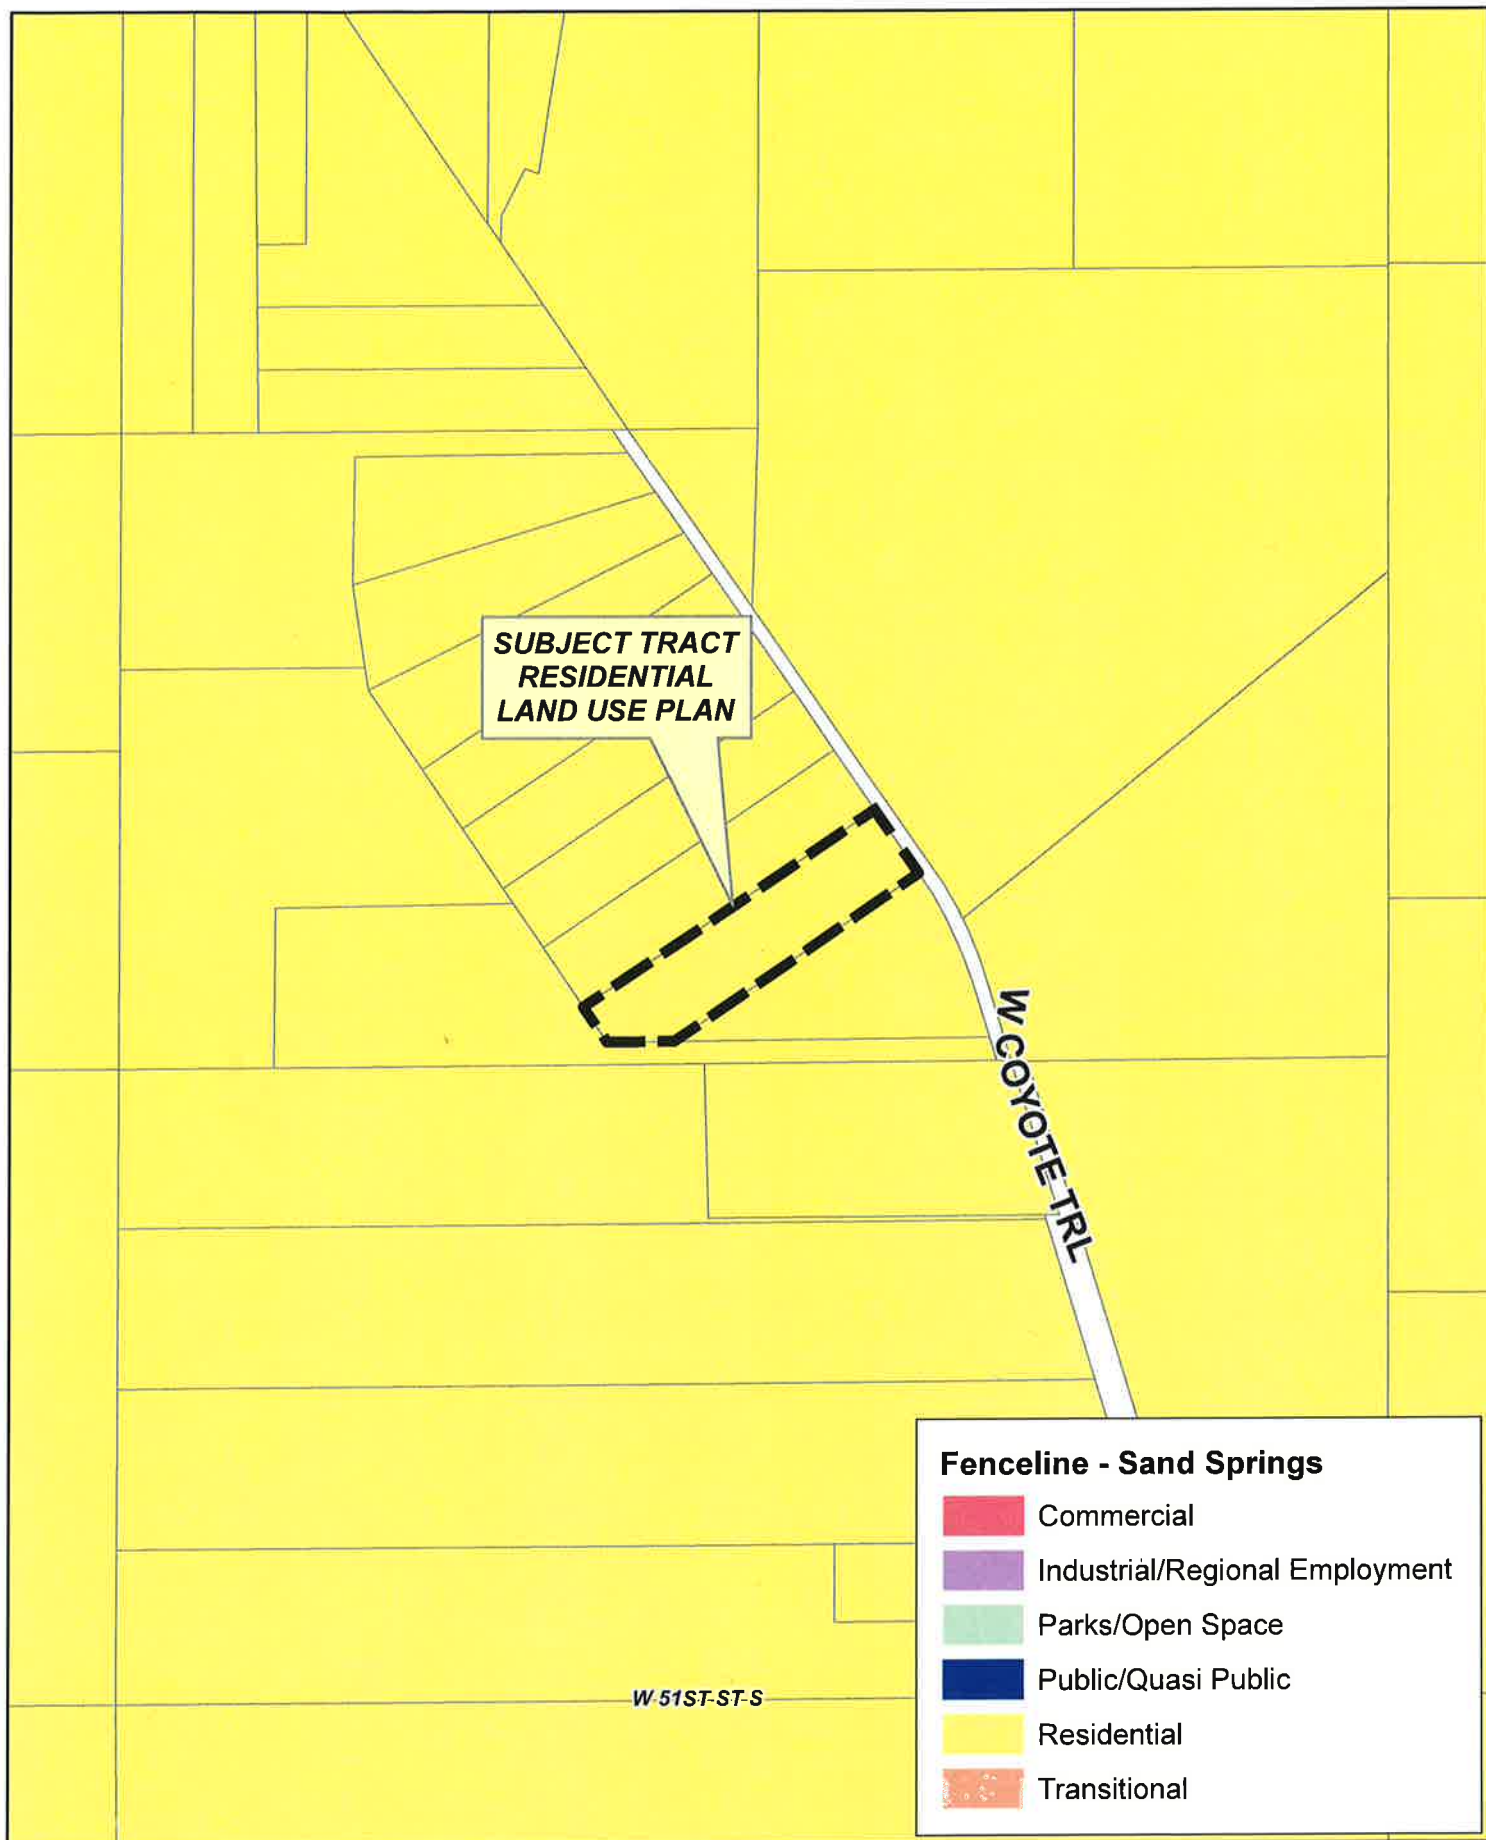 SUBJECT TRACT
RESIDENTIAL
LAND USE PLAN
W COYOTE TRL
Fenceline - Sand Springs
Commercial
Industrial/Regional Employment
Parks/Open Space
Public/Quasi Public
Residential
Transitional
W 51ST ST S